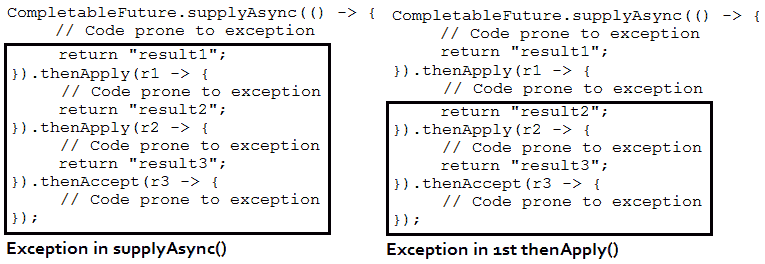 CompletableFuture.supplyAsync(() -> {
// Code prone to exception
return "result1";
}).thenApply(r1 -> {
// Code prone to exception
return "result2";
}).thenApply(r2 -> {
// Code prone to exception
return "result3";
}).thenAccept(r3 -> {
// Code prone to exception
});
Exception in supplyAsync()
CompletableFuture.supplyAsync(() -> {
// Code prone to exception
return "result1";
}).thenApply(r1 -> {
// Code prone to exception
return "result2";
}).thenApply(r2 -> {
// Code prone to exception
return "result3";
}).thenAccept(r3 -> {
// Code prone to exception
});
Exception in 1st thenApply()